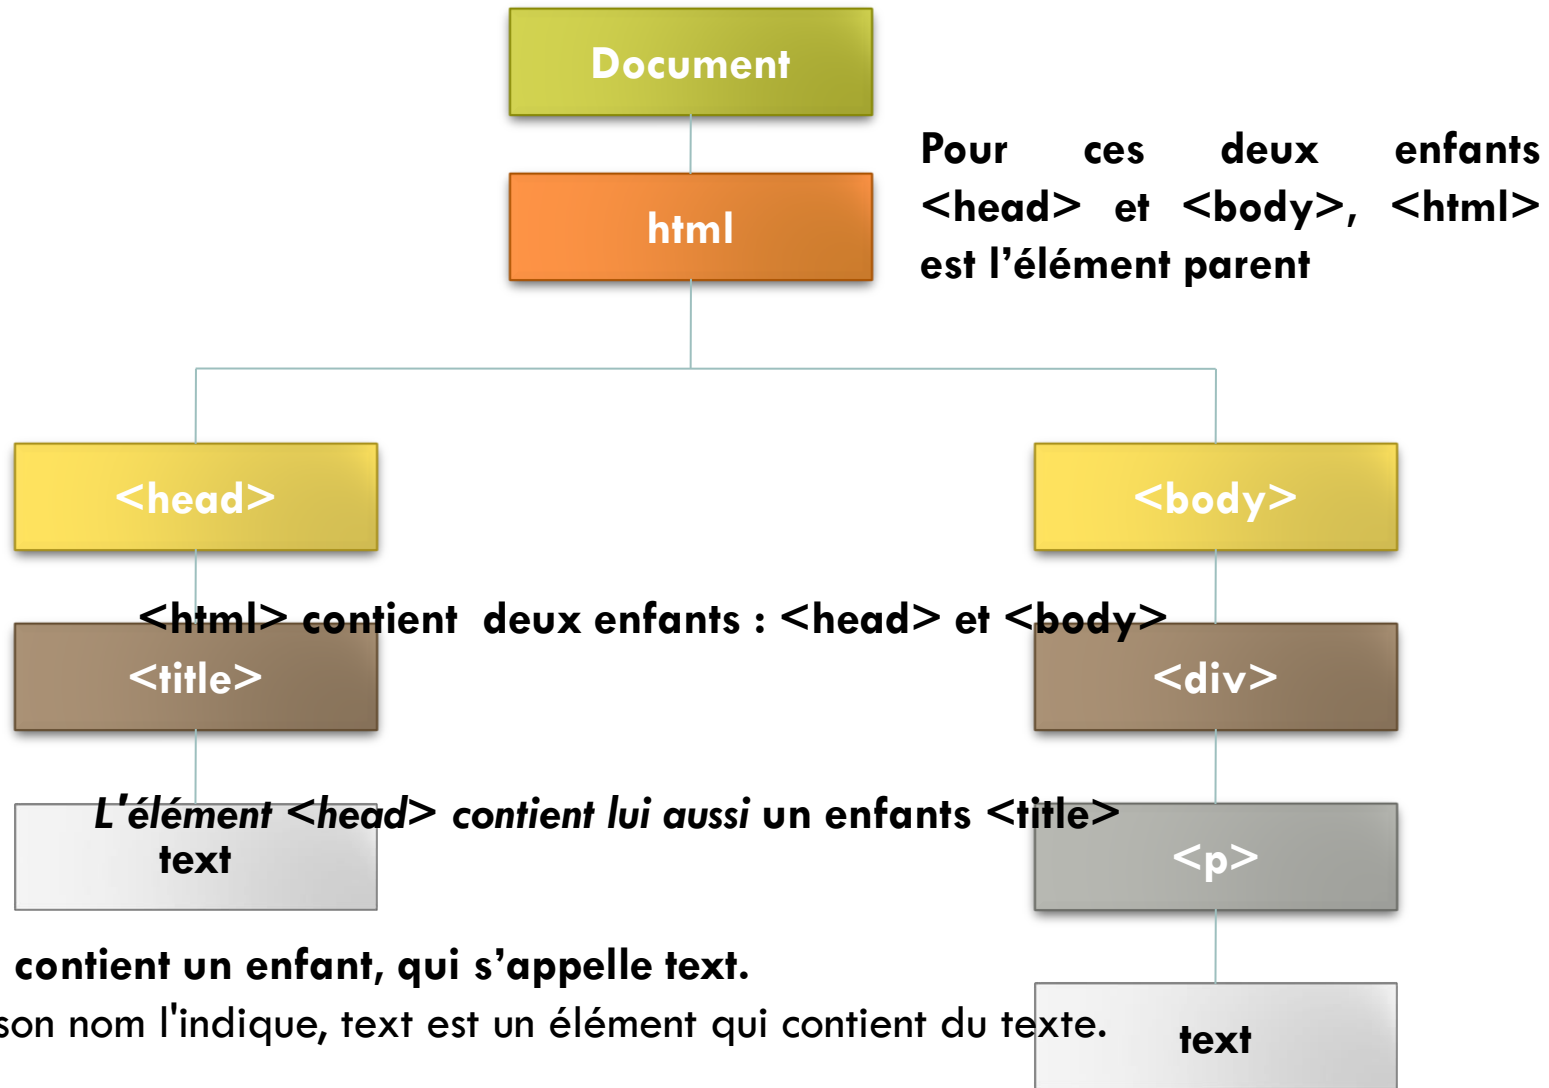 Document
Pour ces deux enfants
<head> et <body>, <html>
est l’élément parent
html
<head>
<body>
<html> contient  deux enfants : <head> et <body>
<title>
<div>
L'élément <head> contient lui aussi un enfants <title>
text
<p>
contient un enfant, qui s’appelle text.
son nom l'indique, text est un élément qui contient du texte.
text